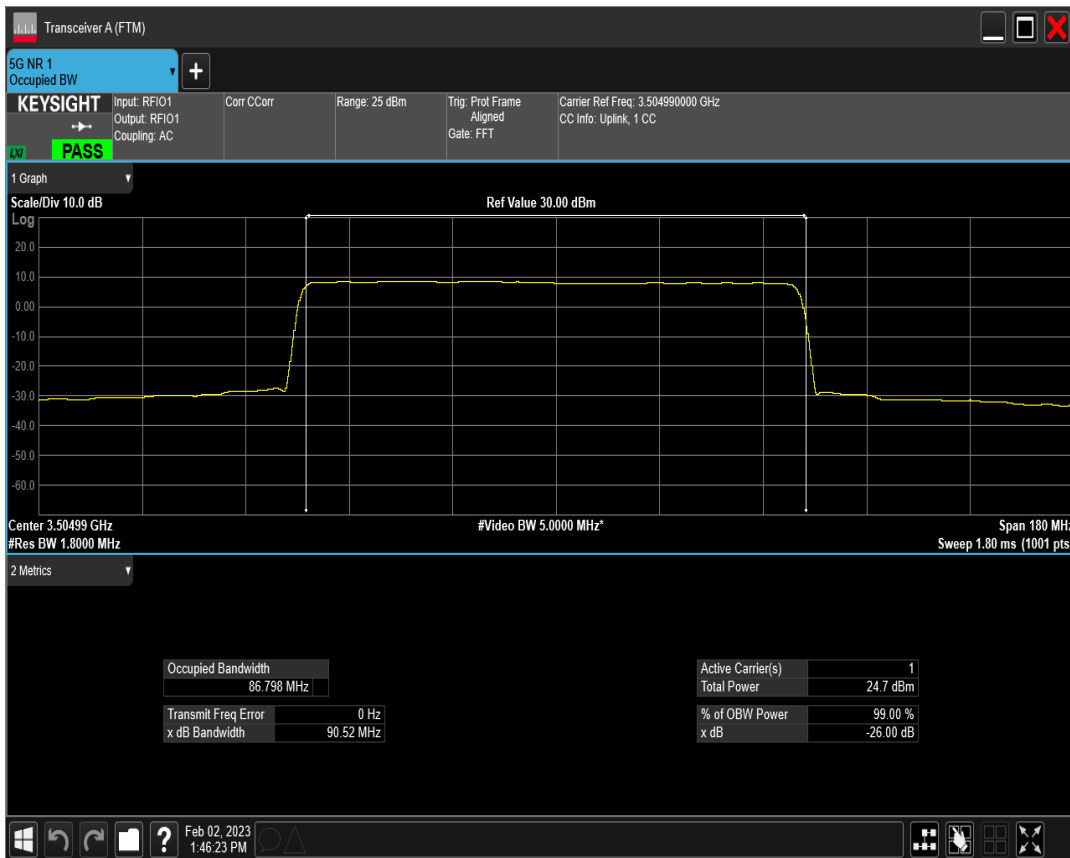 Transceiver A (FTM)
5G NR 1
Occupied BW
+
KEYSIGHT
LXI
PASS
Input: RFIO1
Output: RFIO1
Coupling: AC
Corr CCorr
Range: 25 dBm
Trig: Prot Frame
Aligned
Gate: FFT
Carrier Ref Freq: 3.504990000 GHz
CC Info: Uplink, 1 CC
1 Graph
Scale/Div 10.0 dB
Ref Value 30.00 dBm
Log
20.0
10.0
0.00
-10.0
-20.0
-30.0
-40.0
-50.0
-60.0
Center 3.50499 GHz
#Video BW 5.0000 MHz*
Span 180 MHz
#Res BW 1.8000 MHz
Sweep 1.80 ms (1001 pts
2 Metrics
Occupied Bandwidth
86.798 MHz
Transmit Freq Error 0 Hz
x dB Bandwidth 90.52 MHz
Active Carrier(s) 1
Total Power 24.7 dBm
% of OBW Power 99.00 %
x dB -26.00 dB
?
Feb 02, 2023
1:46:23 PM